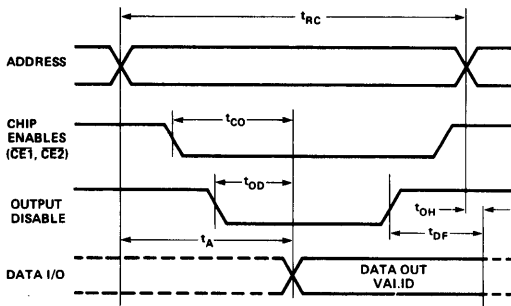 tRC
ADDRESS
tCO
CHIP
ENABLES
(CE1, CE2)
tOD
OUTPUT
DISABLE
tOH
tDF
tA
DATA I/O
DATA OUT
VAI.ID